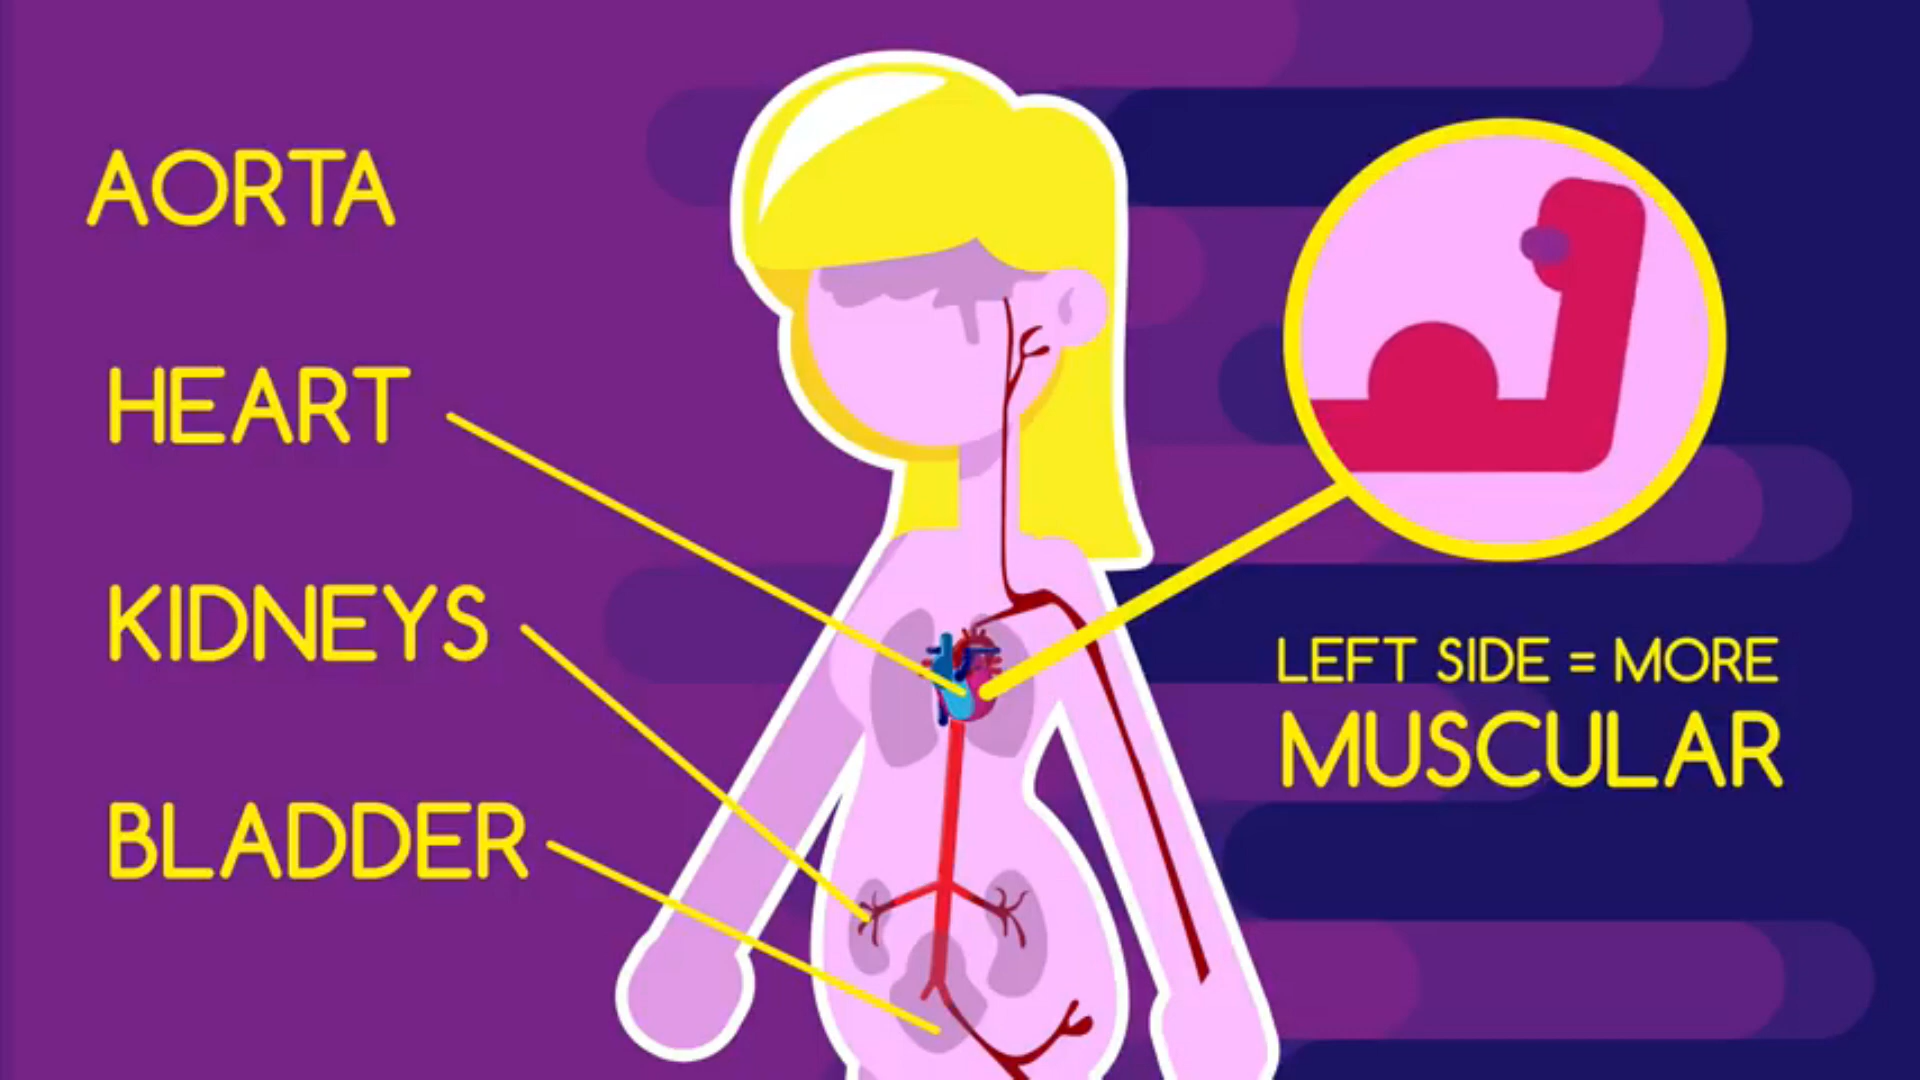 AORTA
HEART
KIDNEYS
BLADDER
LEFT SIDE = MORE
MUSCULAR